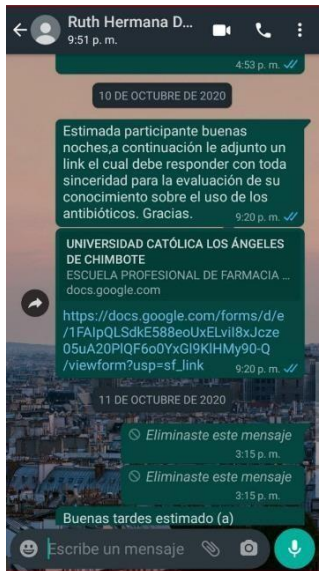 Ruth Hermana D...
9:51 p. m.
4:53 p. m.
10 DE OCTUBRE DE 2020
Estimada participante buenas
noches,a continuación le adjunto un
link el cual debe responder con toda
sinceridad para la evaluación de su
conocimiento sobre el uso de los
antibióticos. Gracias.
9:20 p. m.
UNIVERSIDAD CATÓLICA LOS ÁNGELES
DE CHIMBOTE
ESCUELA PROFESIONAL DE FARMACIA ...
docs.google.com
https://docs.google.com/forms/d/e
/1FAIpQLSdkE588eoUxELvil8xJcze
05uA20PlQF6o0YxGl9KlHMy90-Q
/viewform?usp=sf_link
9:20 p. m.
11 DE OCTUBRE DE 2020
Eliminaste este mensaje
3:15 p. m.
Eliminaste este mensaje
3:15 p. m.
Buenas tardes estimado (a)
Escribe un mensaje